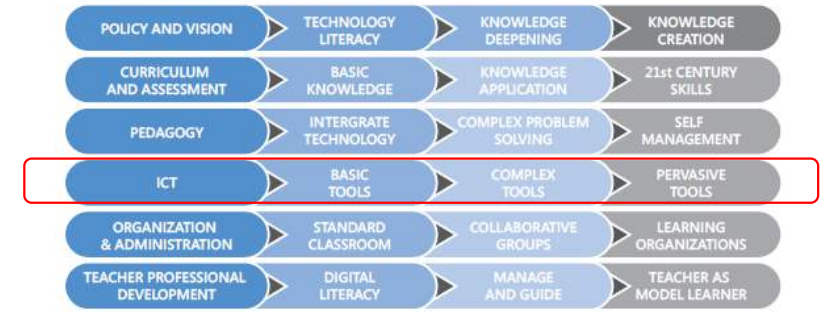 POLICY AND VISION
TECHNOLOGY
LITERACY
KNOWLEDGE
DEEPENING
KNOWLEDGE
CREATION
CURRICULUM
AND ASSESSMENT
BASIC
KNOWLEDGE
KNOWLEDGE
APPLICATION
21st CENTURY
SKILLS
PEDAGOGY
INTERGRATE
TECHNOLOGY
COMPLEX PROBLEM
SOLVING
SELF
MANAGEMENT
ICT
BASIC
TOOLS
COMPLEX
TOOLS
PERVASIVE
TOOLS
ORGANIZATION
& ADMINISTRATION
STANDARD
CLASSROOM
COLLABORATIVE
GROUPS
LEARNING
ORGANIZATIONS
TEACHER PROFESSIONAL
DEVELOPMENT
DIGITAL
LITERACY
MANAGE
AND GUIDE
TEACHER AS
MODEL LEARNER